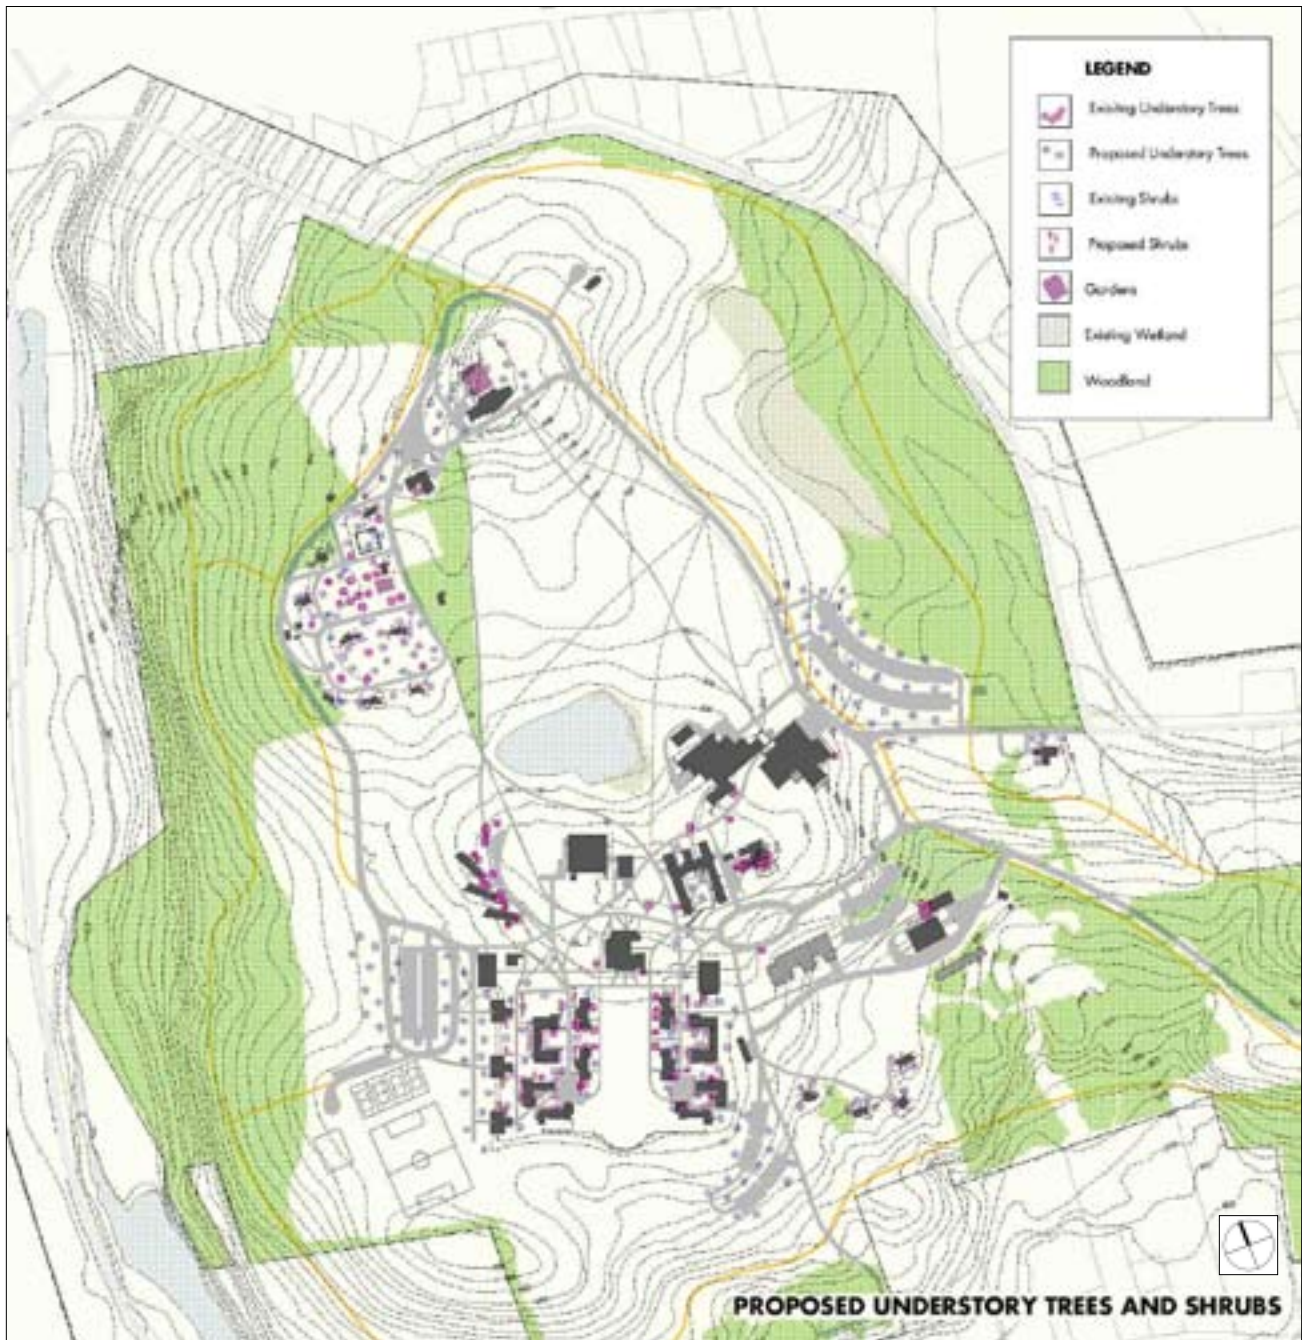 LEGEND
Existing Understory Trees
Proposed Understory Trees
Existing Shrubs
Proposed Shrubs
Gardens
Existing Wetland
Woodland
PROPOSED UNDERSTORY TREES AND SHRUBS